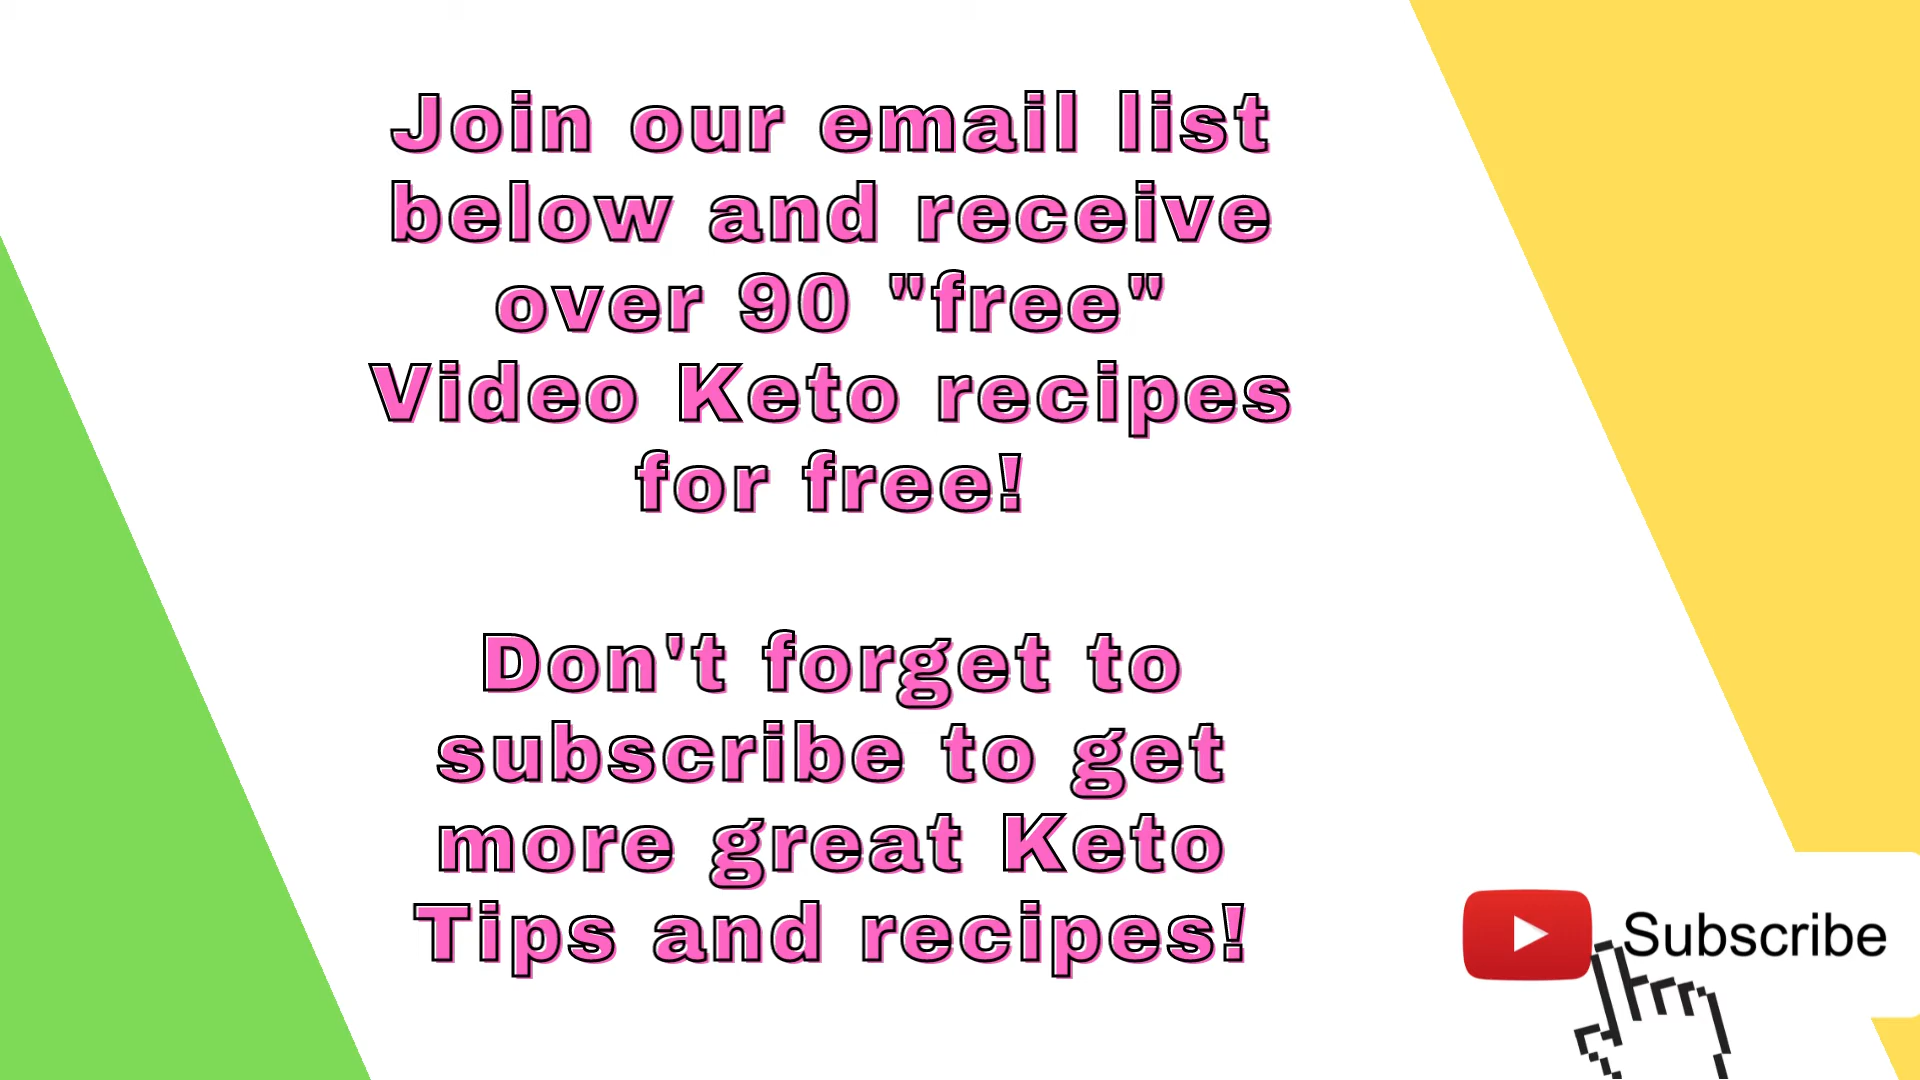 Join our email list
below and receive
over 90 "free"
Video Keto recipes
for free!
Don't forget to
subscribe to get
more great Keto
Tips and recipes!
Subscribe